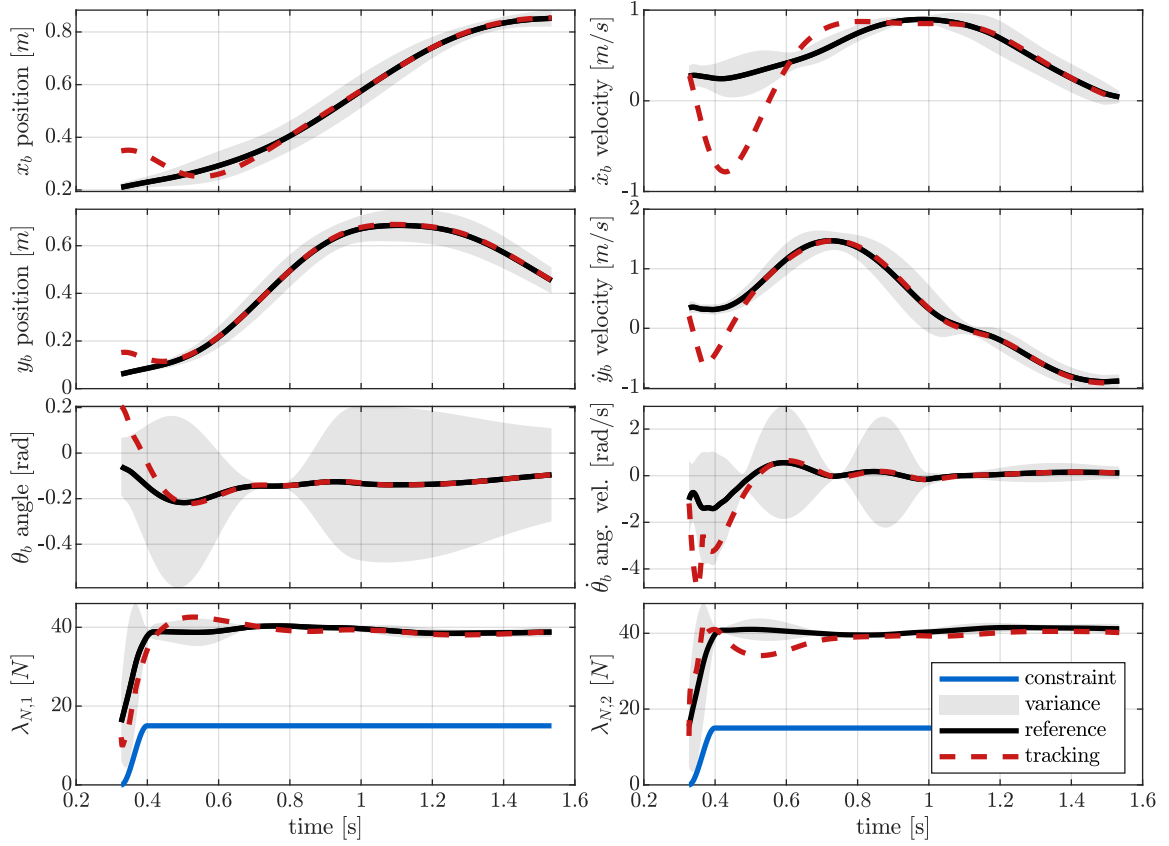 x_b position [m]
0.8
0.6
0.4
0.2
ẋ_b velocity [m/s]
1
0
-1
y_b position [m]
0.6
0.4
0.2
0
ẏ_b velocity [m/s]
2
1
0
-1
θ_b angle [rad]
0.2
0
-0.2
-0.4
θ̇_b ang. vel. [rad/s]
2
0
-2
-4
λ_{N,1} [N]
40
20
0
0.2 0.4 0.6 0.8 1 1.2 1.4 1.6
time [s]
λ_{N,2} [N]
40
20
0
0.2 0.4 0.6 0.8 1 1.2 1.4 1.6
time [s]
constraint
variance
reference
tracking